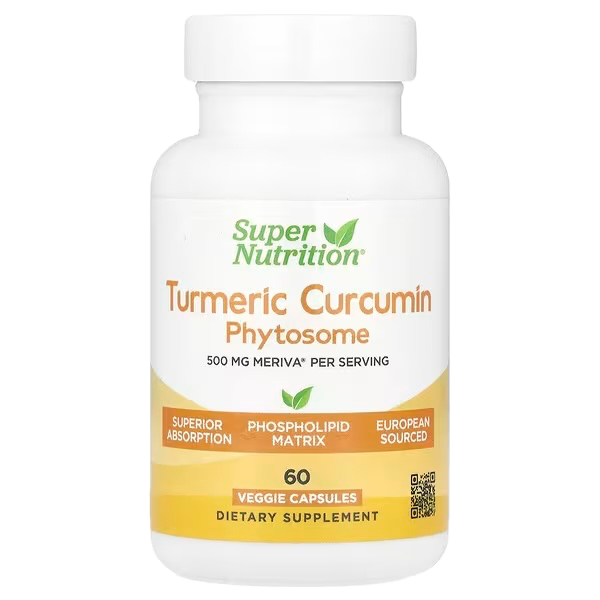 Super
Nutrition®
Turmeric Curcumin
Phytosome
500 MG MERIVA® PER SERVING
SUPERIOR
ABSORPTION
PHOSPHOLIPID
MATRIX
EUROPEAN
SOURCED
60
VEGGIE CAPSULES
DIETARY SUPPLEMENT